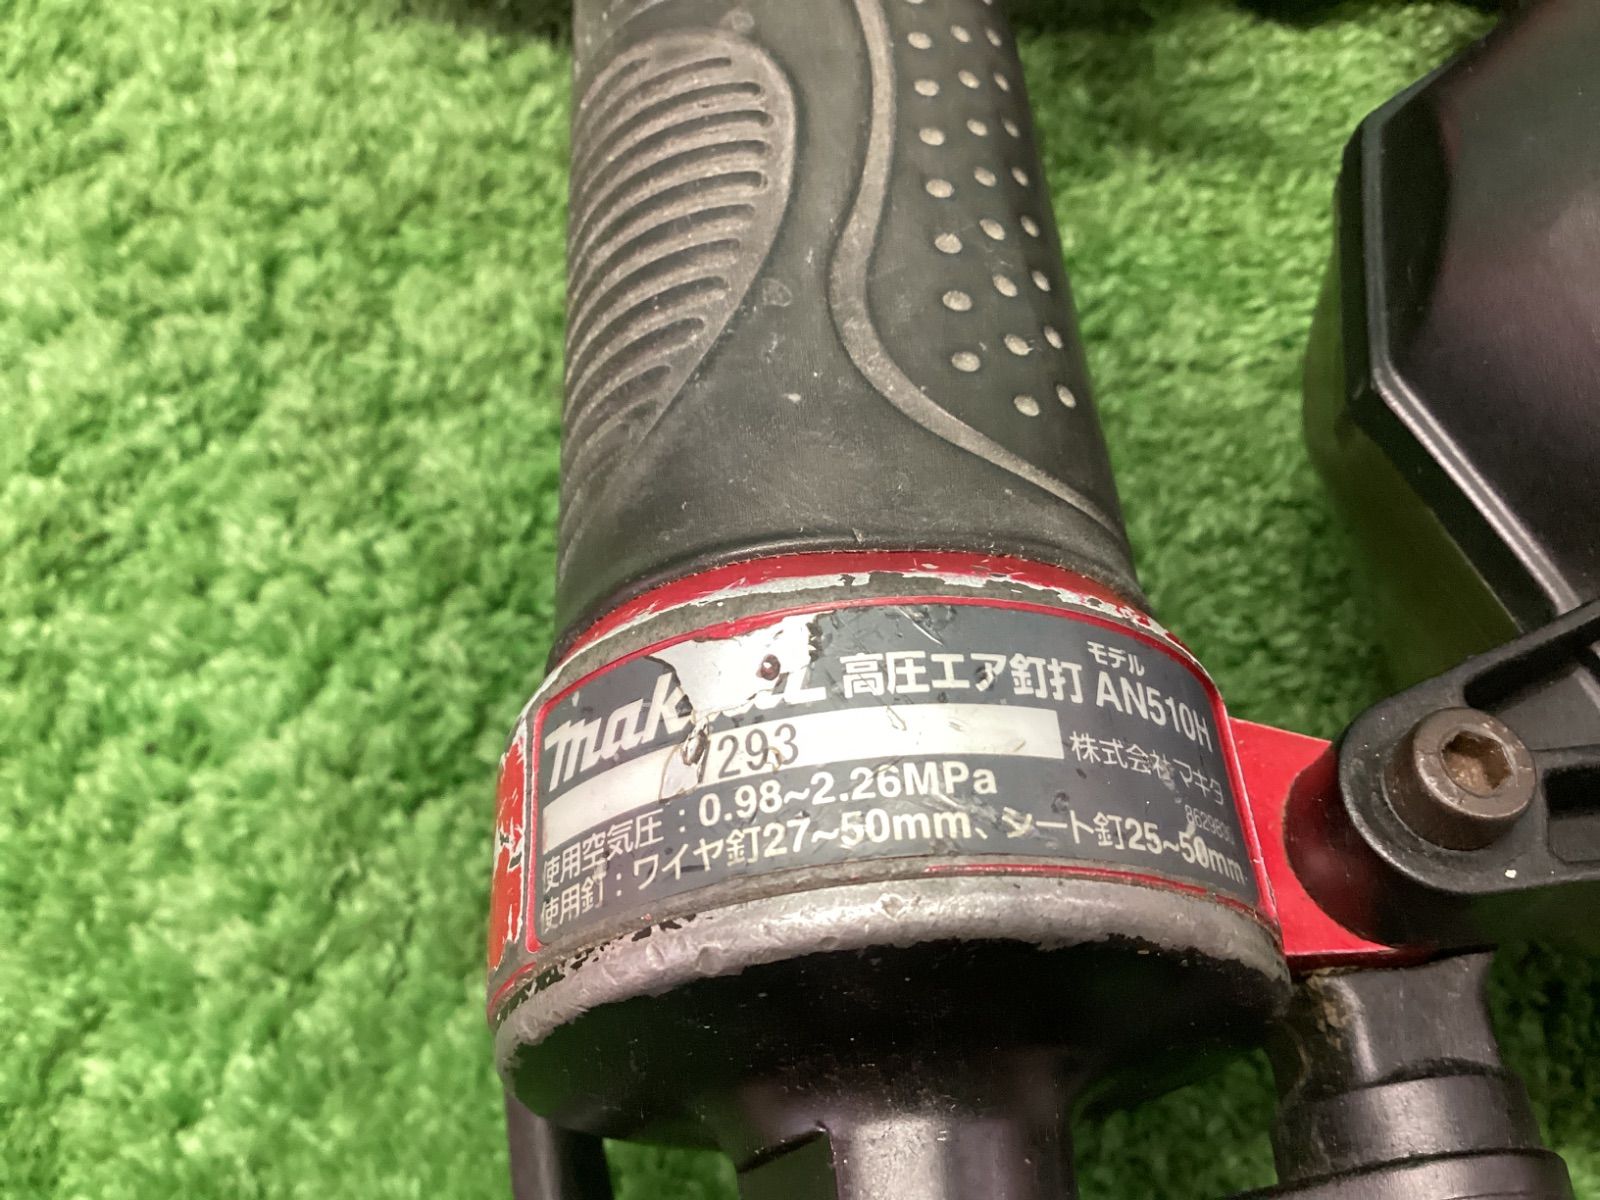 makita 高圧エア釘打 モデル AN510H
293
株式会社マキタ
使用空気圧：0.98~2.26MPa
使用釘：ワイヤ釘27~50mm、シート釘25~50mm